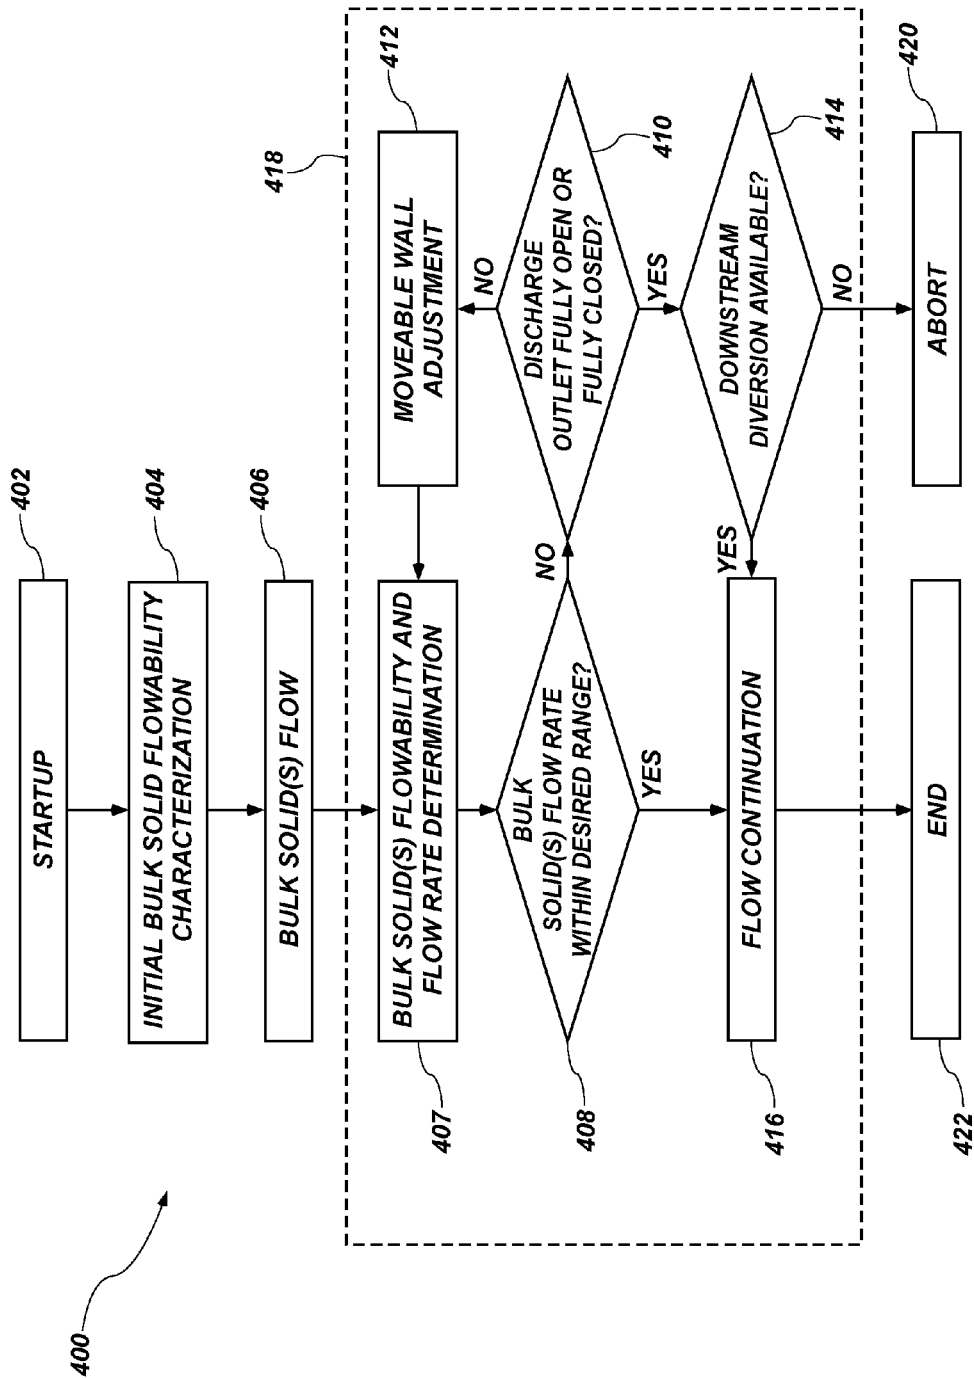 400
STARTUP
402
INITIAL BULK SOLID FLOWABILITY
CHARACTERIZATION
404
BULK SOLID(S) FLOW
406
418
BULK SOLID(S) FLOWABILITY AND
FLOW RATE DETERMINATION
407
MOVEABLE WALL
ADJUSTMENT
412
BULK
SOLID(S) FLOW RATE
WITHIN DESIRED RANGE?
408
NO
YES
DISCHARGE
OUTLET FULLY OPEN OR
FULLY CLOSED?
410
NO
YES
FLOW CONTINUATION
416
YES
DOWNSTREAM
DIVERSION AVAILABLE?
414
NO
END
422
ABORT
420